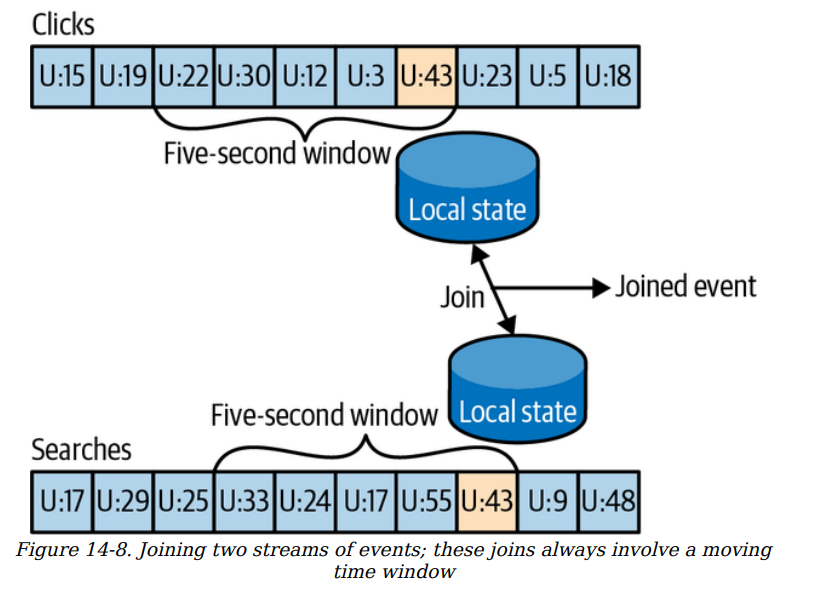 Clicks
U:15 U:19 U:22 U:30 U:12 U:3 U:43 U:23 U:5 U:18
Five-second window
Local state
Join
Joined event
Five-second window
Local state
Searches
U:17 U:29 U:25 U:33 U:24 U:17 U:55 U:43 U:9 U:48
Figure 14-8. Joining two streams of events; these joins always involve a moving
time window